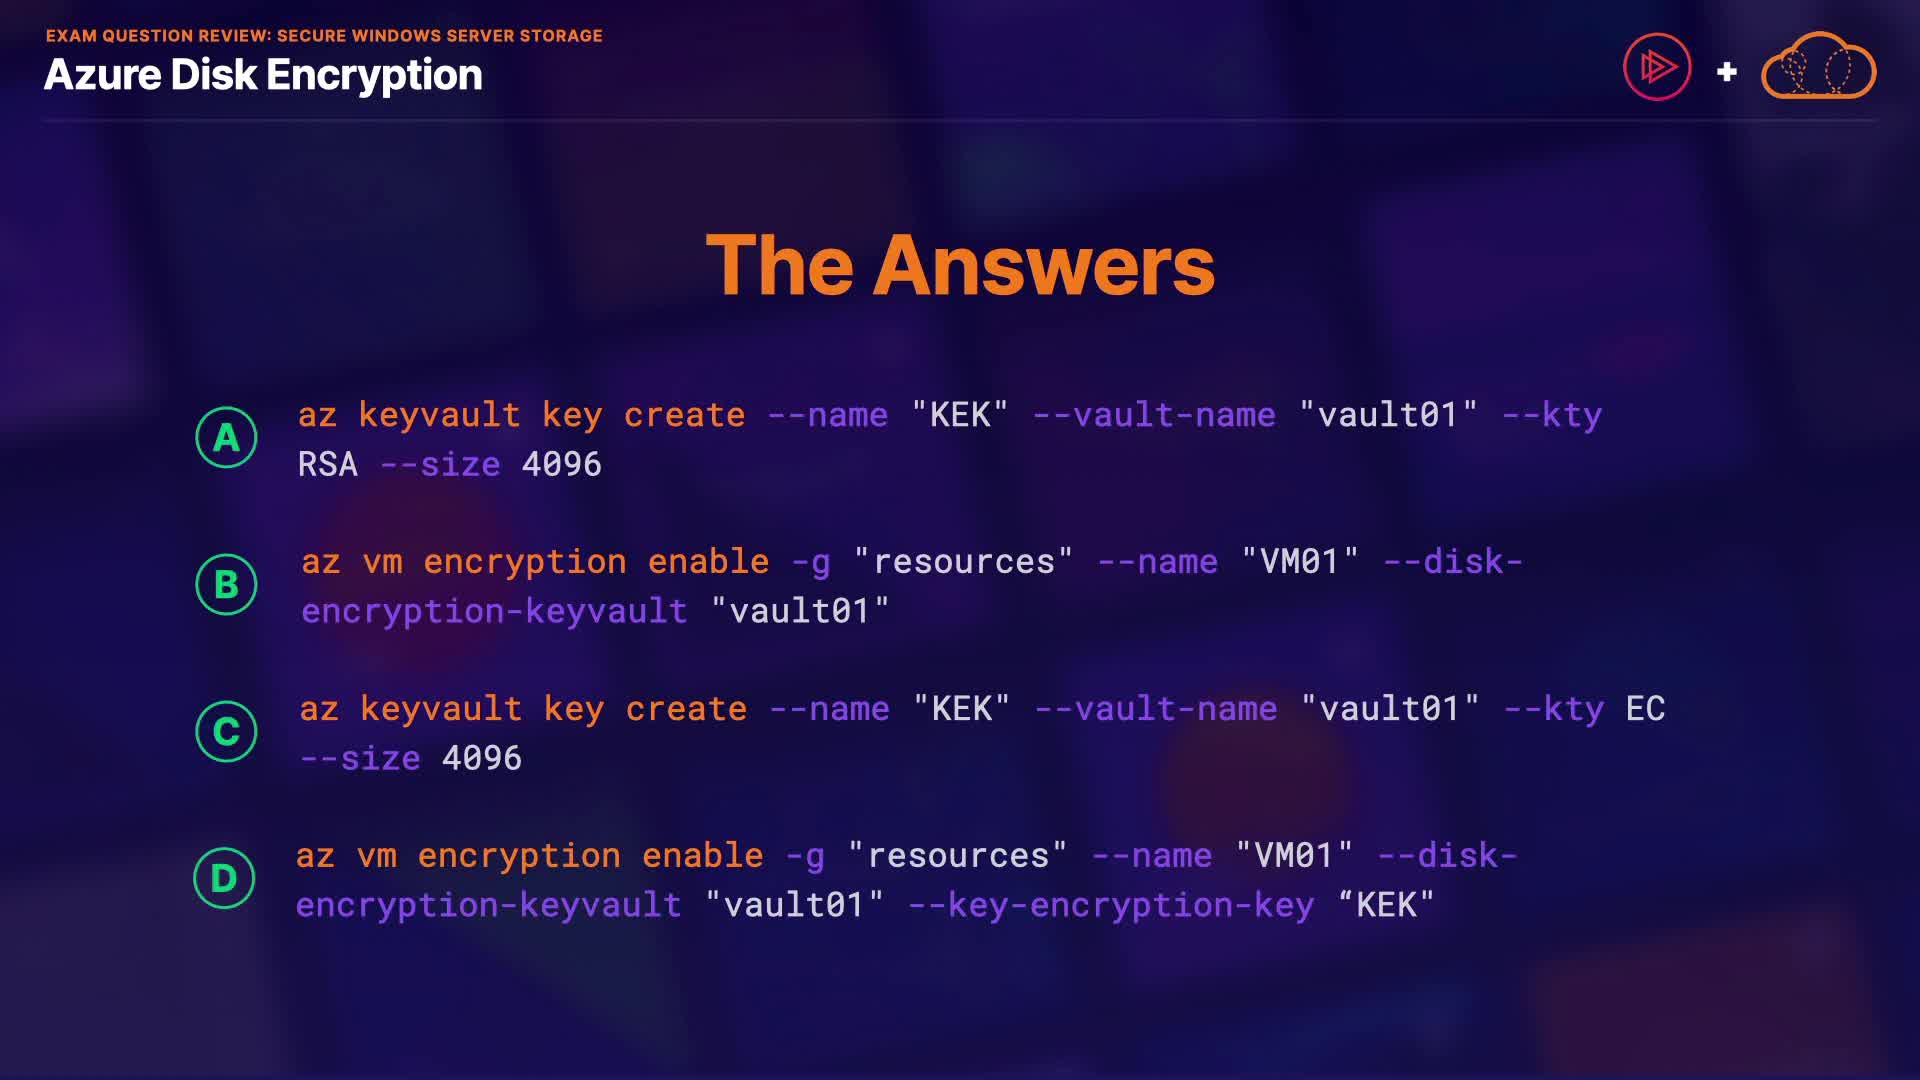 EXAM QUESTION REVIEW: SECURE WINDOWS SERVER STORAGE
Azure Disk Encryption
+
The Answers
A
az keyvault key create --name "KEK" --vault-name "vault01" --kty
RSA --size 4096
B
az vm encryption enable -g "resources" --name "VM01" --disk-
encryption-keyvault "vault01"
C
az keyvault key create --name "KEK" --vault-name "vault01" --kty EC
--size 4096
D
az vm encryption enable -g "resources" --name "VM01" --disk-
encryption-keyvault "vault01" --key-encryption-key “KEK"